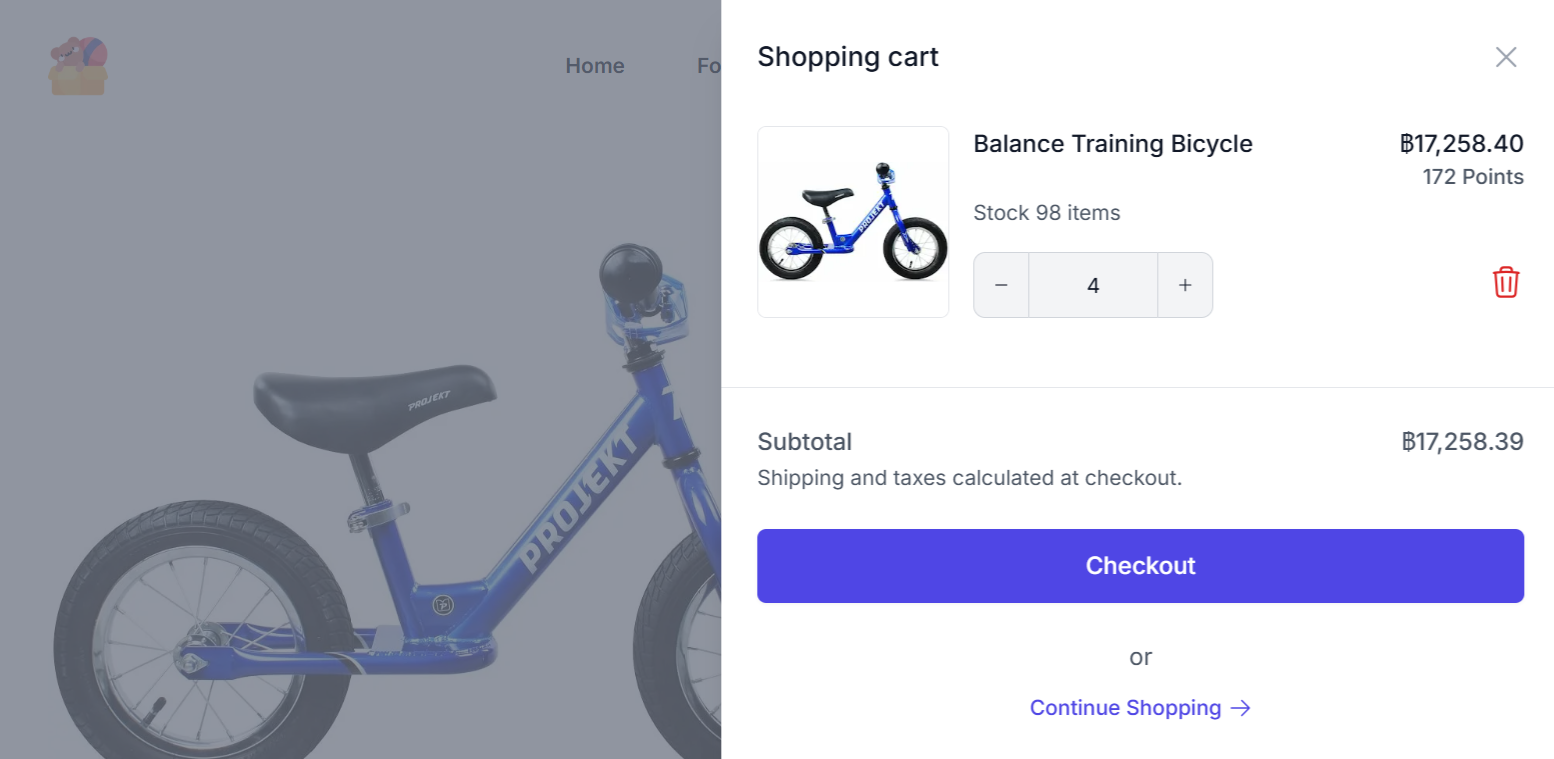 Home
Fo
Shopping cart
Balance Training Bicycle
฿17,258.40
172 Points
Stock 98 items
PROJEKT
− 4 +
Subtotal
฿17,258.39
Shipping and taxes calculated at checkout.
Checkout
or
Continue Shopping →
PROJEKT
PROJEKT